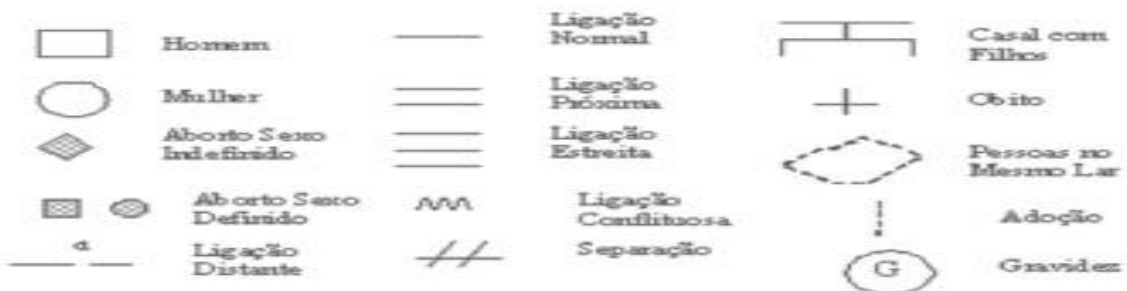 Homem
Mulher
Aborto Sexo
Indefinido
Aborto Sexo
Definido
d
Ligação
Distante
Ligação
Normal
Ligação
Próxima
Ligação
Estreita
Ligação
Conflituosa
Separação
Casal com
Filhos
Obito
Pessoas no
Mesmo Lar
Adoção
G
Gravidez